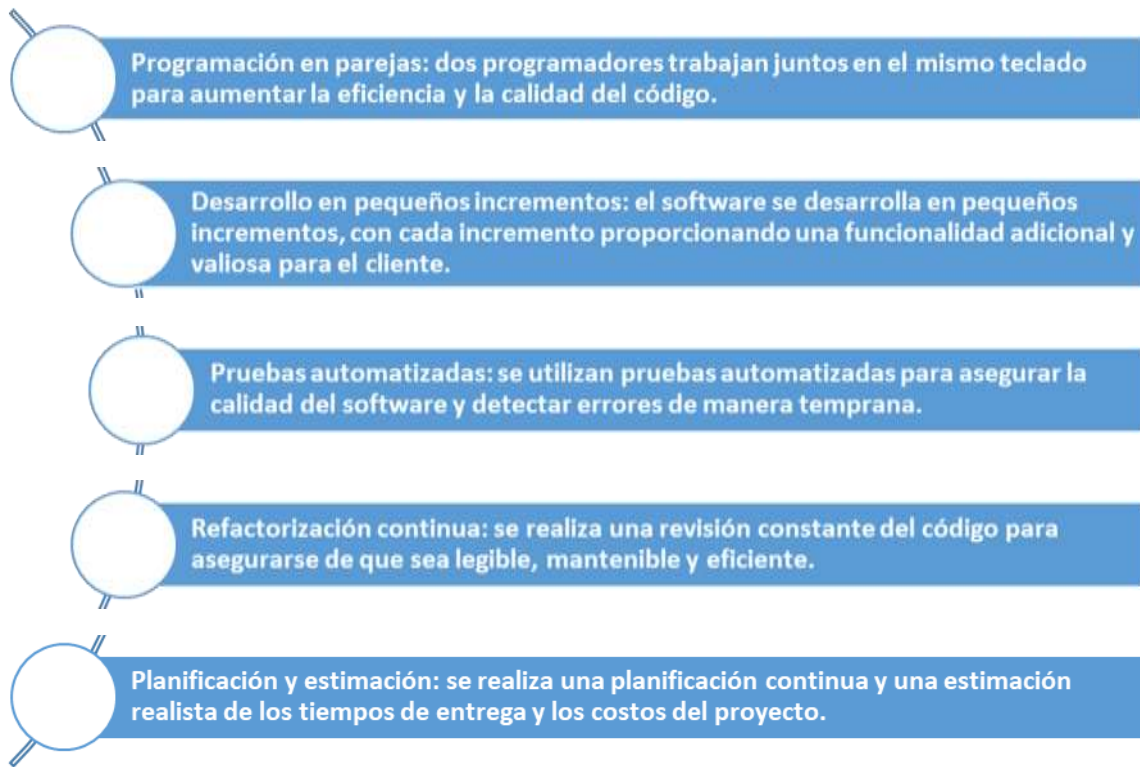 Programación en parejas: dos programadores trabajan juntos en el mismo teclado
para aumentar la eficiencia y la calidad del código.
Desarrollo en pequeños incrementos: el software se desarrolla en pequeños
incrementos, con cada incremento proporcionando una funcionalidad adicional y
valiosa para el cliente.
Pruebas automatizadas: se utilizan pruebas automatizadas para asegurar la
calidad del software y detectar errores de manera temprana.
Refactorización continua: se realiza una revisión constante del código para
asegurarse de que sea legible, mantenible y eficiente.
Planificación y estimación: se realiza una planificación continua y una estimación
realista de los tiempos de entrega y los costos del proyecto.